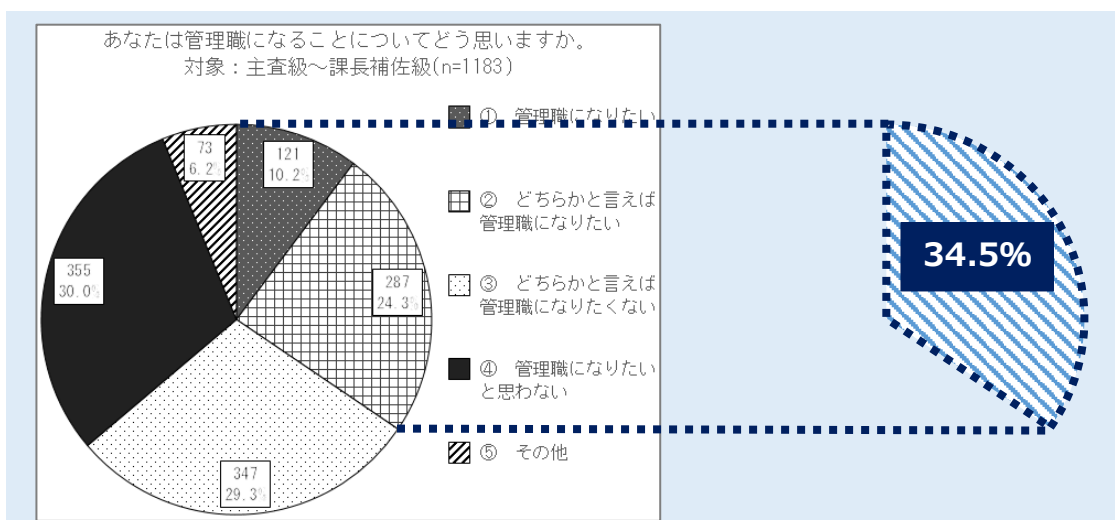 あなたは管理職になることについてどう思いますか。
対象：主査級～課長補佐級(n=1183)
① 管理職になりたい
② どちらかと言えば
管理職になりたい
③ どちらかと言えば
管理職になりたくない
④ 管理職になりたい
と思わない
⑤ その他
73
6.2%
121
10.2%
287
24.3%
355
30.0%
347
29.3%
34.5%